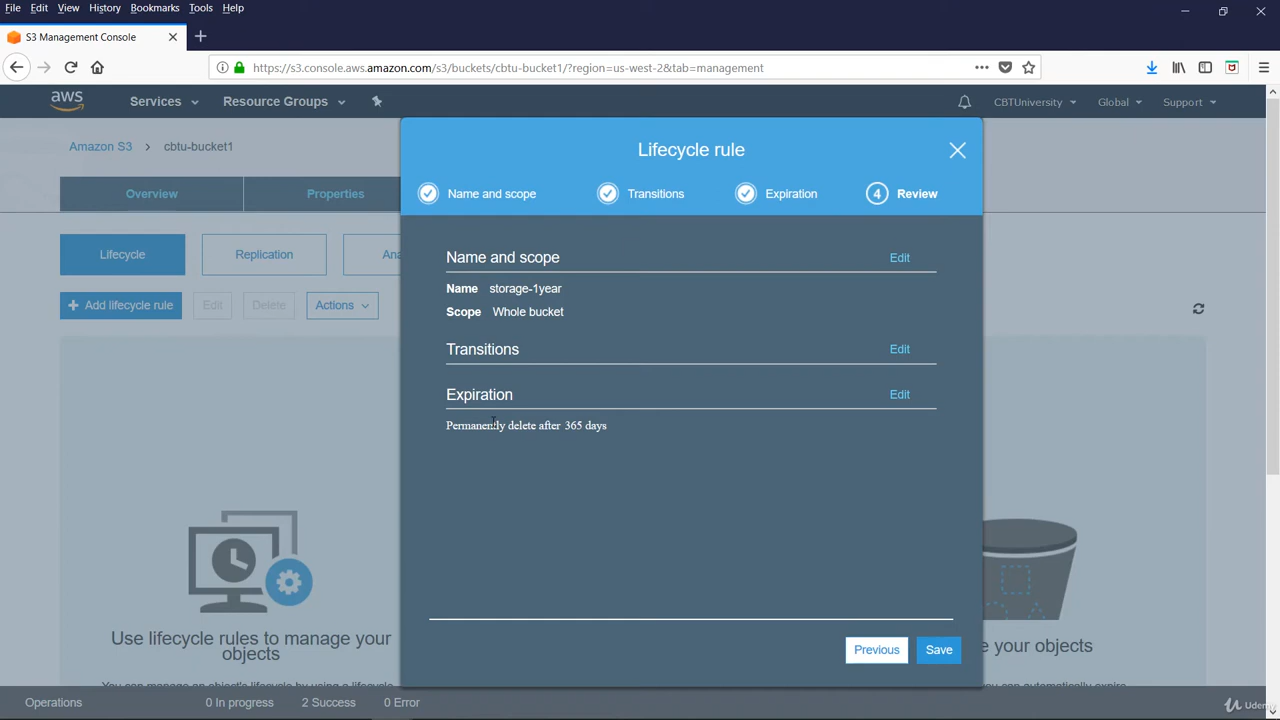 File Edit View History Bookmarks Tools Help
S3 Management Console
https://s3.console.aws.amazon.com/s3/buckets/cbtu-bucket1/?region=us-west-2&tab=management
aws Services Resource Groups CBTUniversity Global Support
Amazon S3 > cbtu-bucket1
Overview Properties
Lifecycle Replication Ana
+ Add lifecycle rule Edit Delete Actions
Lifecycle rule
Name and scope Transitions Expiration 4 Review
Name and scope Edit
Name storage-1year
Scope Whole bucket
Transitions Edit
Expiration Edit
Permanently delete after 365 days
Previous Save
Use lifecycle rules to manage your
objects
e your objects
Operations 0 In progress 2 Success 0 Error
Udemy